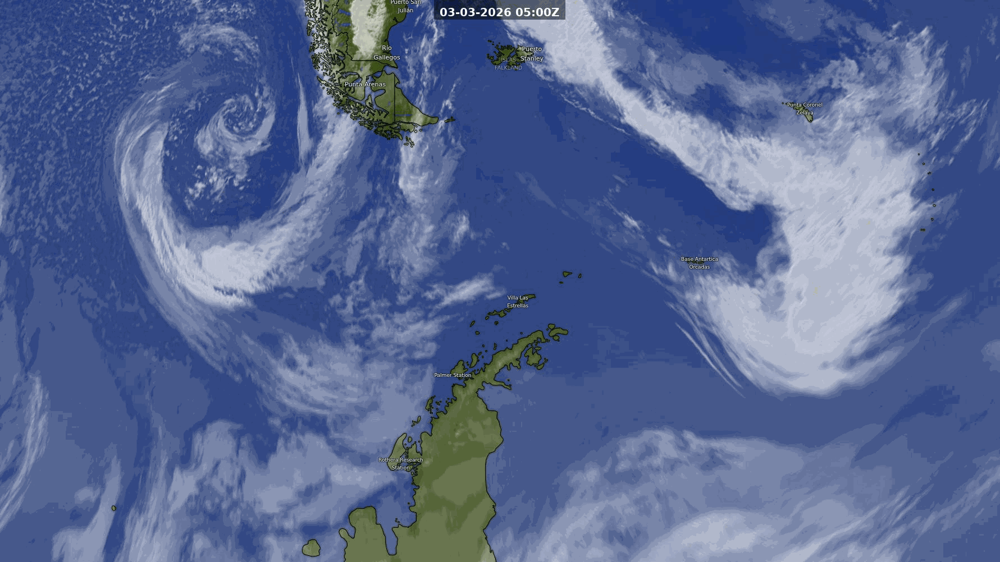 Puerto San
Julián
03-03-2026 05:00Z
Río
Gallegos
Puerto
Stanley
ISLAS
FALKLAND
Punta Arenas
Punta Coronel
Zelaya
Base Antartica
Orcadas
Villa Las
Estrellas
Palmer Station
Rothera Research
Station